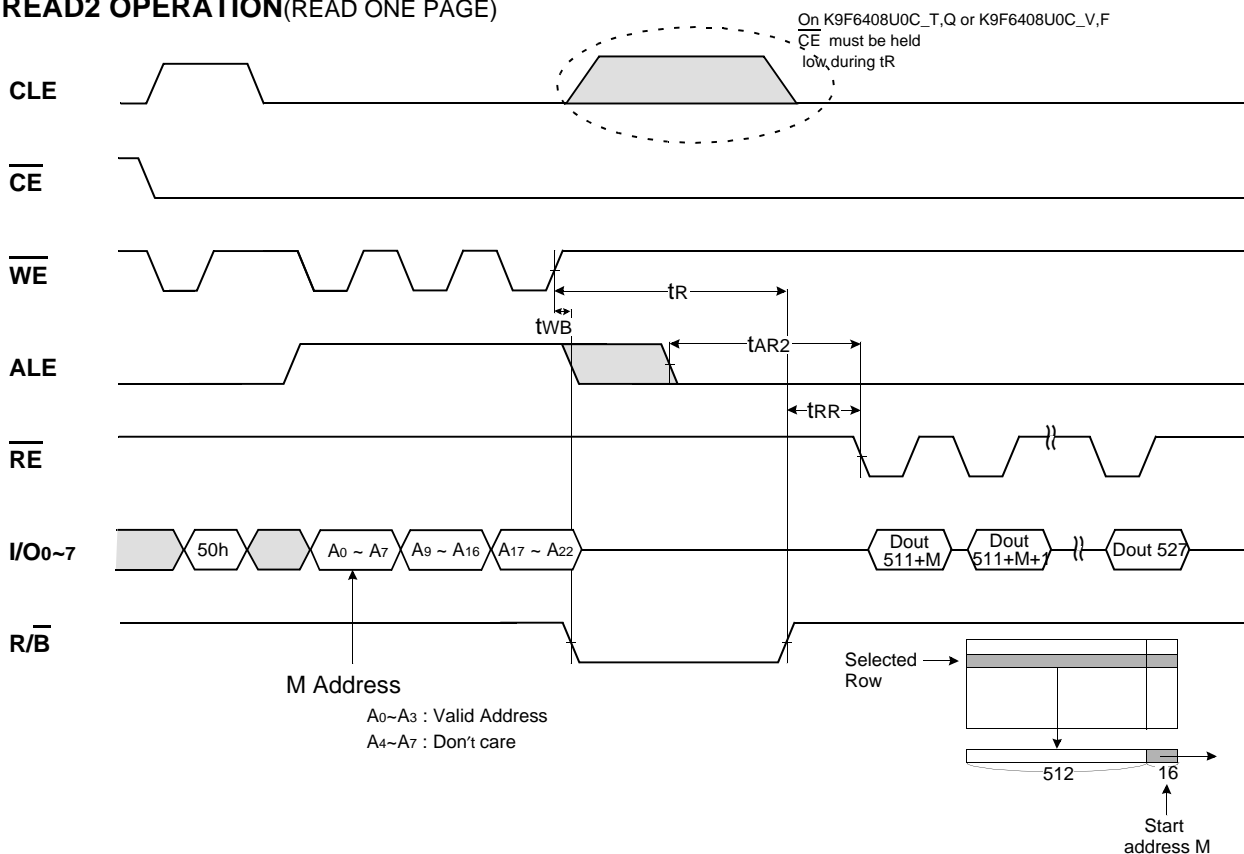 READ2 OPERATION(READ ONE PAGE)
On K9F6408U0C_T,Q or K9F6408U0C_V,F
CE must be held
low during tR
CLE
CE
WE
tR
tWB
tAR2
ALE
tRR
RE
I/O0~7
50h
A0 ~ A7
A9 ~ A16
A17 ~ A22
Dout
511+M
Dout
511+M+1
Dout 527
R/B
M Address
A0~A3 : Valid Address
A4~A7 : Don't care
Selected
Row
512
16
Start
address M